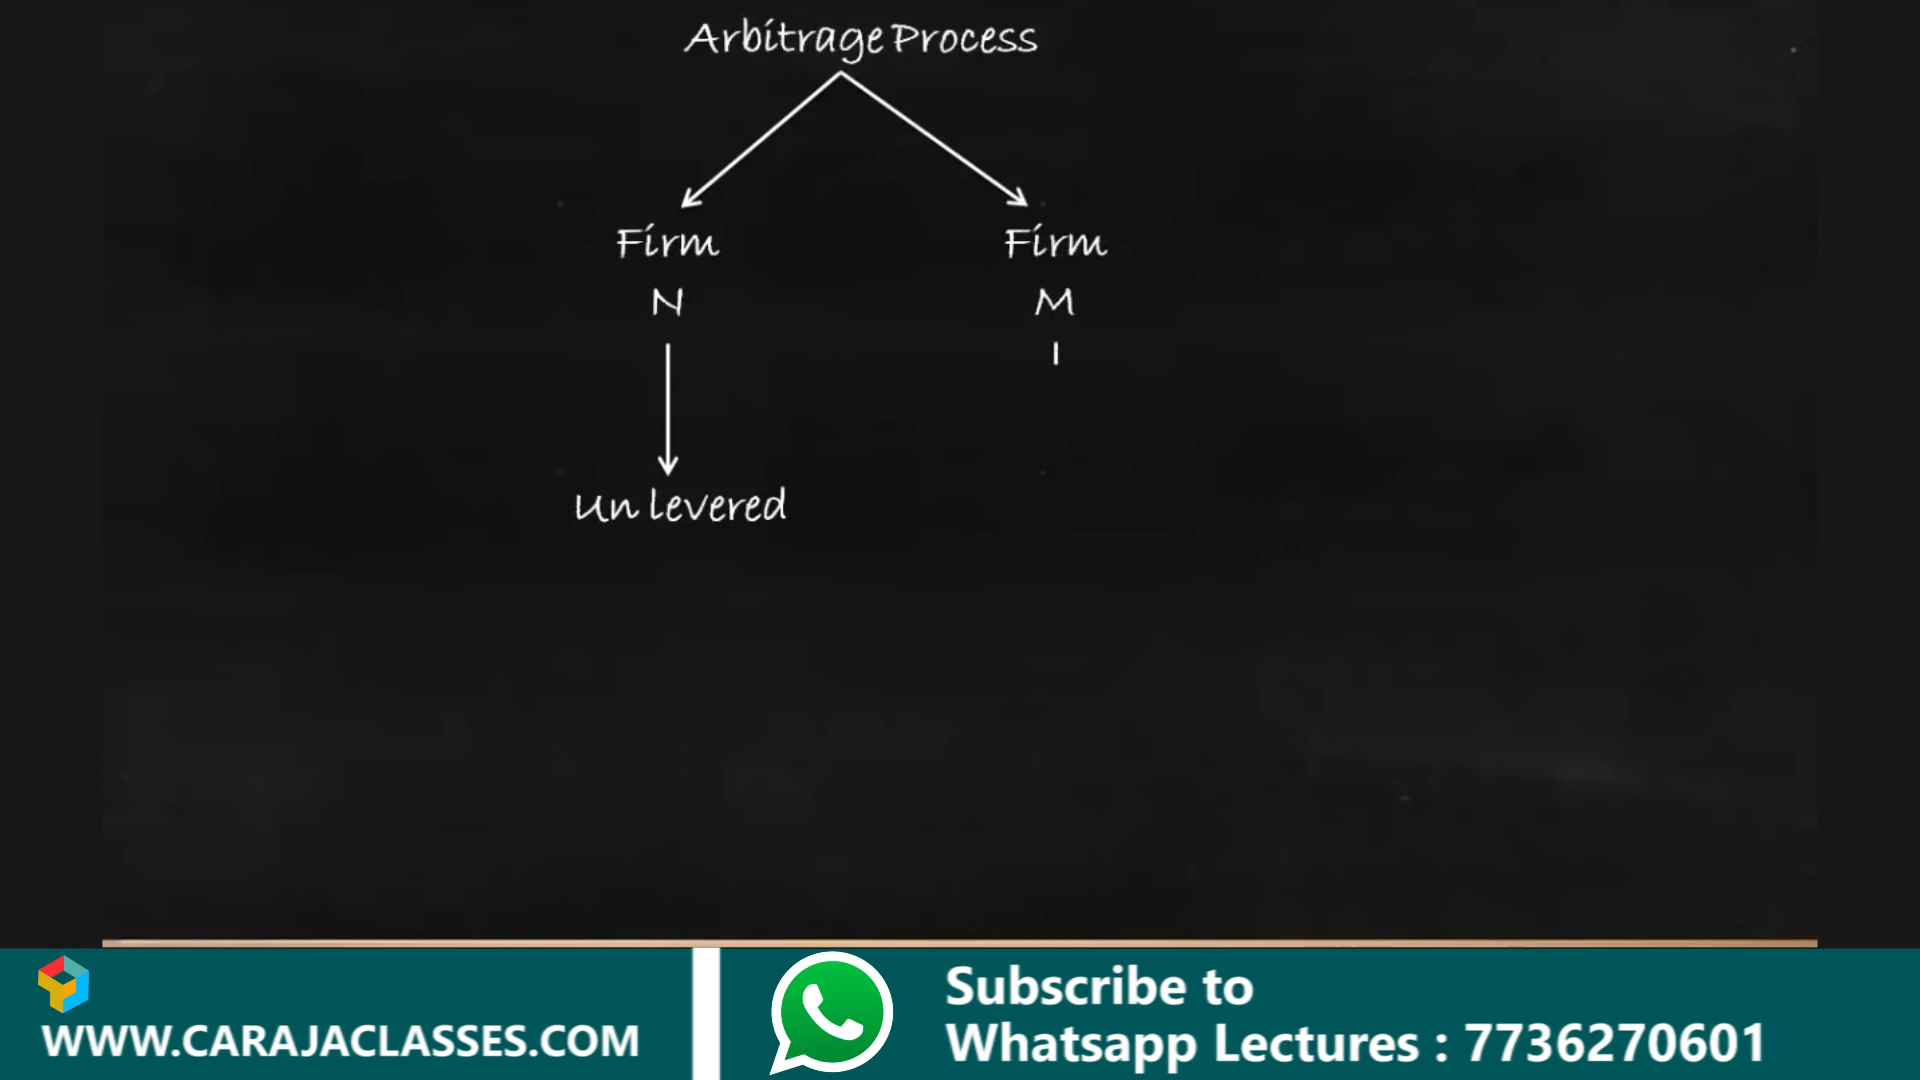 Arbitrage Process
Firm Firm
N M
Un levered
WWW.CARAJACLASSES.COM
Subscribe to
Whatsapp Lectures : 7736270601